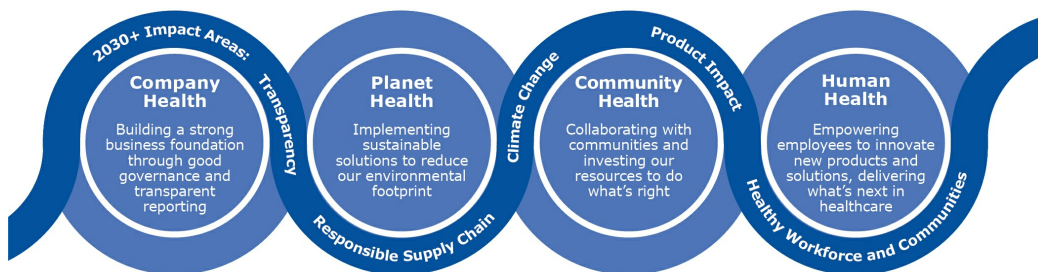 2030+ Impact Areas:
Transparency
Responsible Supply Chain
Climate Change
Product Impact
Healthy Workforce and Communities
Company
Health
Building a strong
business foundation
through good
governance and
transparent
reporting
Planet
Health
Implementing
sustainable
solutions to reduce
our environmental
footprint
Community
Health
Collaborating with
communities and
investing our
resources to do
what’s right
Human
Health
Empowering
employees to innovate
new products and
solutions, delivering
what’s next in
healthcare